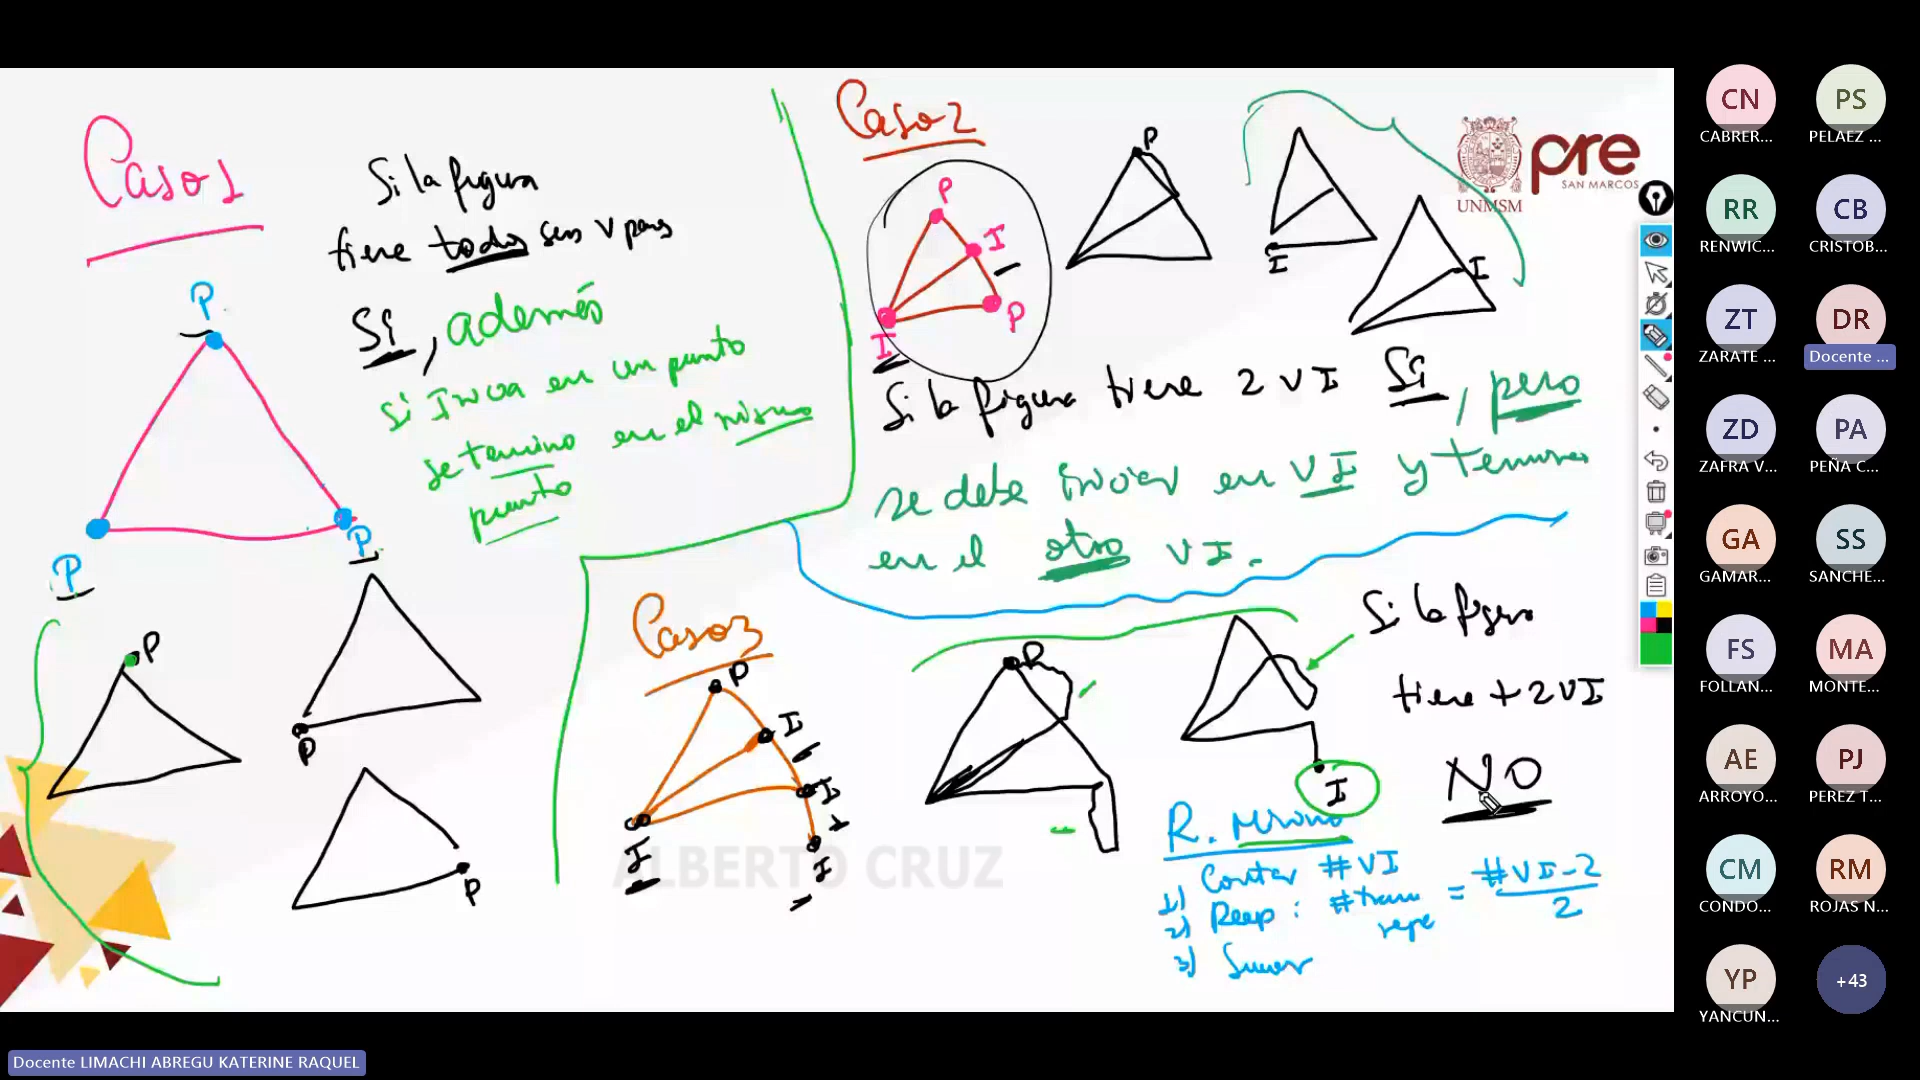 Caso 1
Si la figura
tiene todos sus V pares
Si, además
si inicia en un punto
se termina en el mismo
punto
P
P
P
P
P
P
Caso 2
P
I
P
I
P
I
I
pre
SAN MARCOS
UNMSM
Si la figura tiene 2 VI Si, pero
se debe iniciar en VI y terminar
en el otro VI.
Caso 3
P
I
I
I
I
P
I
Si la figura
tiene + 2 VI
NO
ALBERTO CRUZ
R.
1) Contar # VI
2) Reap: # tram repe = # VI - 2 / 2
3) Sumar
CN
CABRER...
PS
PELAEZ ...
RR
RENWIC...
CB
CRISTOB...
ZT
ZARATE ...
DR
Docente ...
ZD
ZAFRA V...
PA
PEÑA C...
GA
GAMAR...
SS
SANCHE...
FS
FOLLAN...
MA
MONTE...
AE
ARROYO...
PJ
PEREZ T...
CM
CONDO...
RM
ROJAS N...
YP
YANCUN...
+43
Docente LIMACHI ABREGU KATERINE RAQUEL